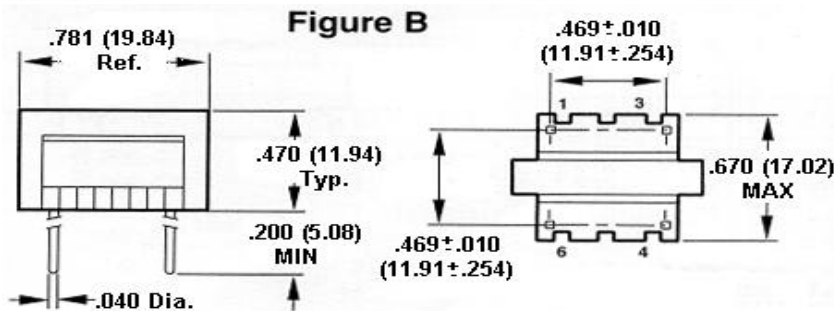 Figure B
.781 (19.84)
Ref.
.470 (11.94)
Typ.
.200 (5.08)
MIN
.040 Dia.
.469±.010
(11.91±.254)
1
3
.670 (17.02)
MAX
.469±.010
(11.91±.254)
6
4